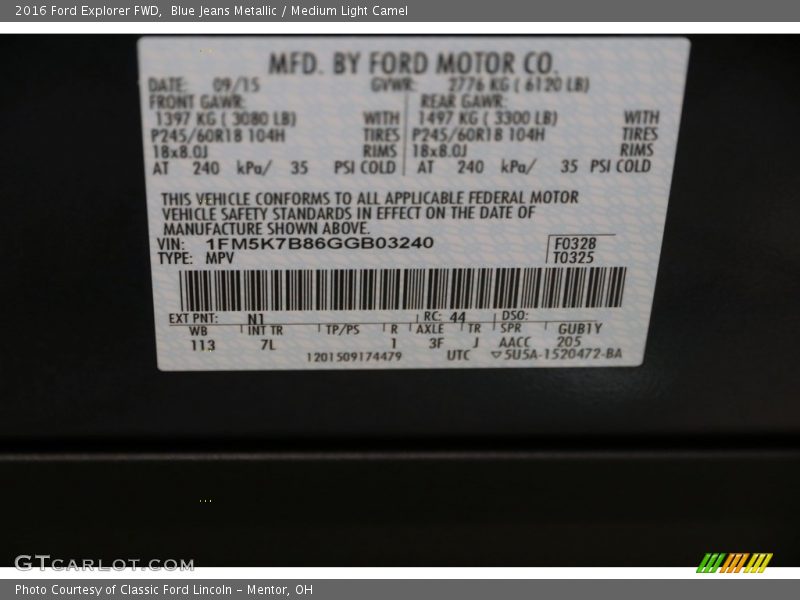 2016 Ford Explorer FWD,  Blue Jeans Metallic / Medium Light Camel
MFD. BY FORD MOTOR CO.
DATE: 09/15 GVWR: 2776 KG ( 6120 LB)
FRONT GAWR: REAR GAWR:
1397 KG ( 3080 LB) WITH 1497 KG ( 3300 LB) WITH
P245/60R18 104H TIRES P245/60R18 104H TIRES
18x8.0J RIMS 18x8.0J RIMS
AT 240 kPa/ 35 PSI COLD AT 240 kPa/ 35 PSI COLD
THIS VEHICLE CONFORMS TO ALL APPLICABLE FEDERAL MOTOR
VEHICLE SAFETY STANDARDS IN EFFECT ON THE DATE OF
MANUFACTURE SHOWN ABOVE.
VIN: 1FM5K7B86GGB03240 F0328
TYPE: MPV T0325
EXT PNT: N1 RC: 44 DSO:
WB INT TR TP/PS R AXLE TR SPR GUB1Y
113 7L 1 3F J AACC 205
1201509174479 UTC ▽5U5A-1520472-BA
GTCARLOT.COM
Photo Courtesy of Classic Ford Lincoln - Mentor, OH